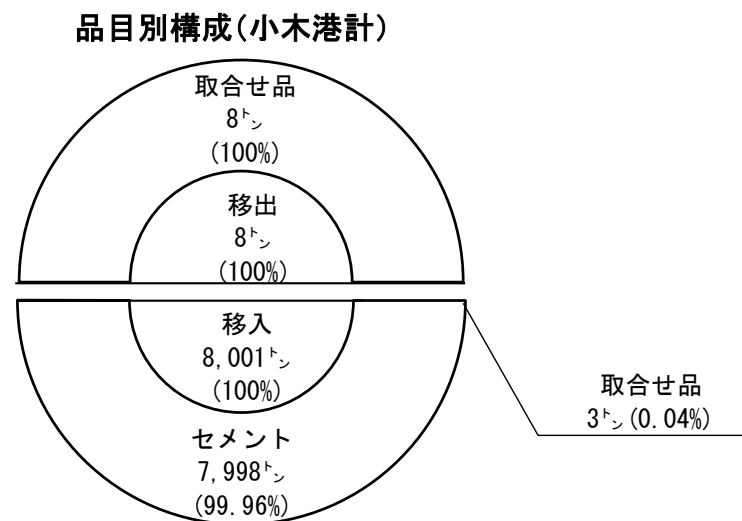 品目別構成(小木港計)
取合せ品
8トン
(100%)
移出
8トン
(100%)
移入
8,001トン
(100%)
セメント
7,998トン
(99.96%)
取合せ品
3トン(0.04%)